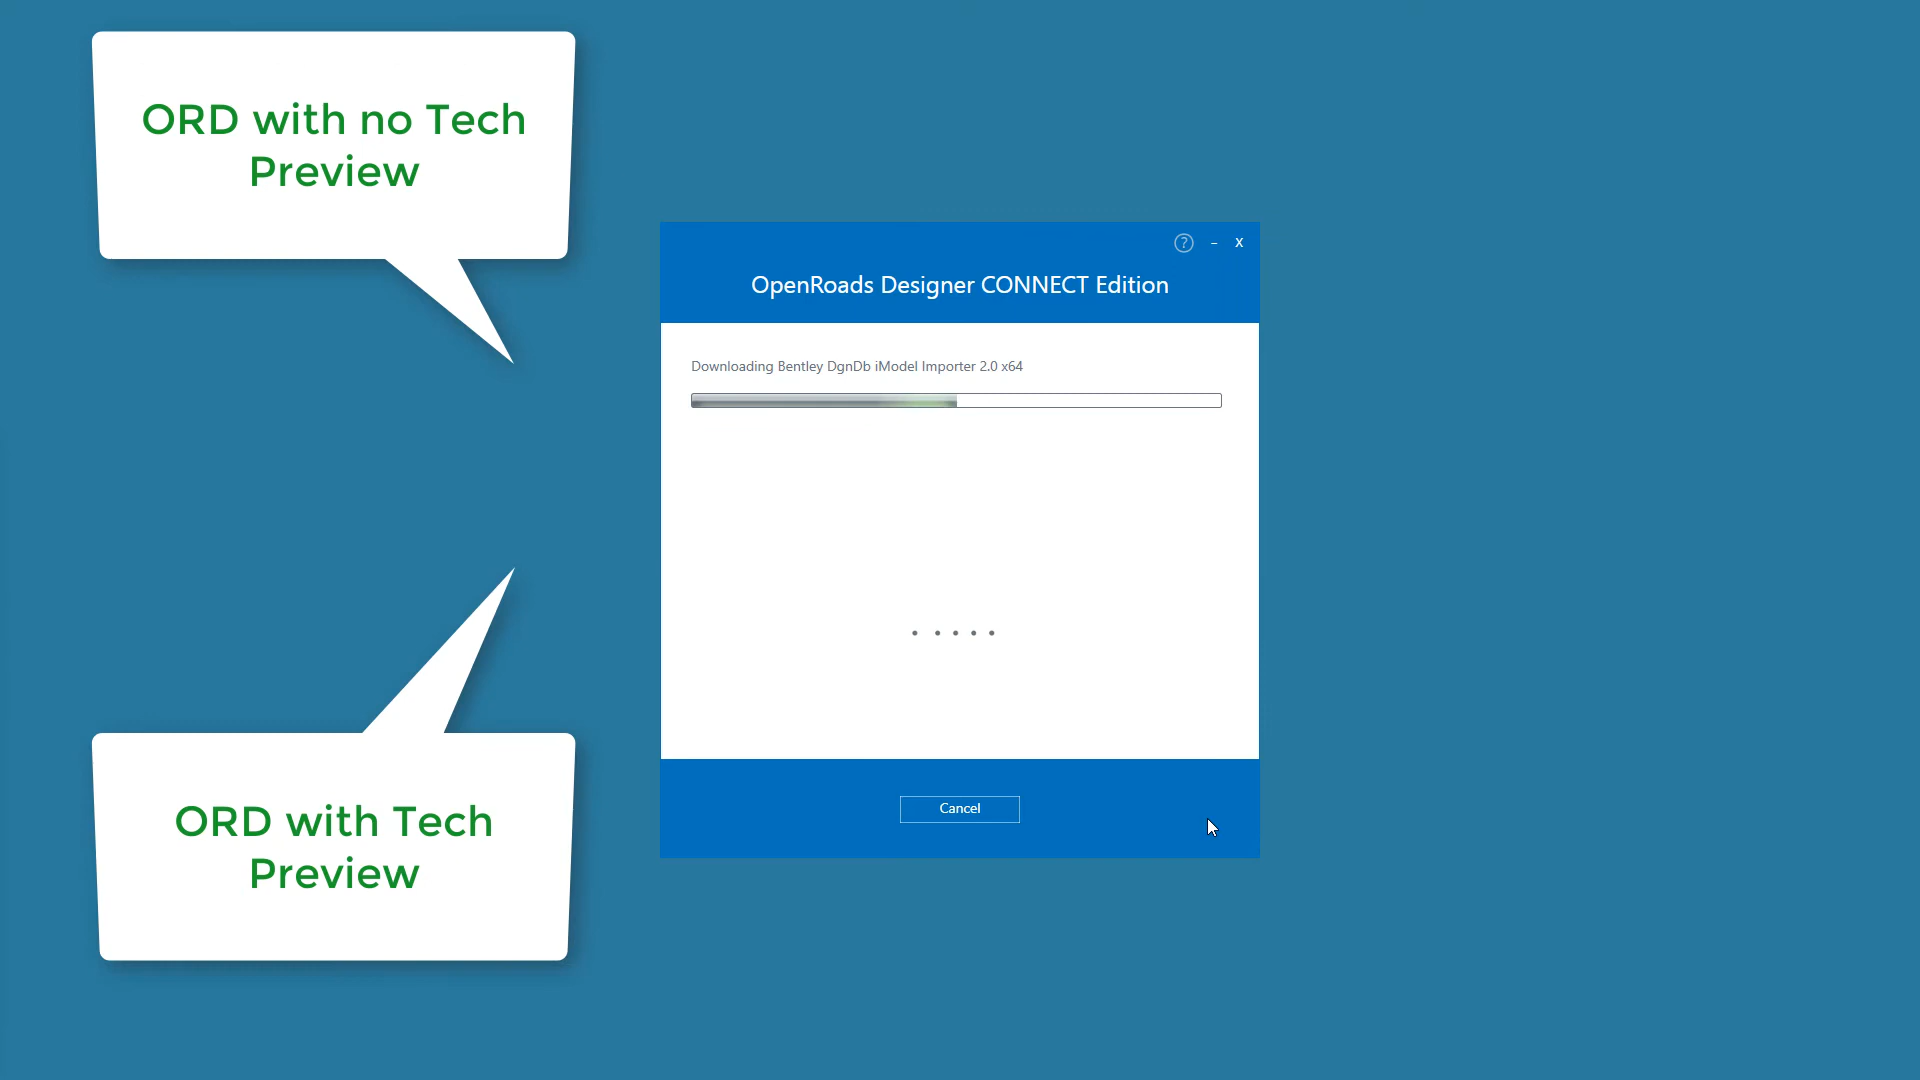 ORD with no Tech
Preview
? – X
OpenRoads Designer CONNECT Edition
Downloading Bentley DgnDb iModel Importer 2.0 x64
Cancel
ORD with Tech
Preview